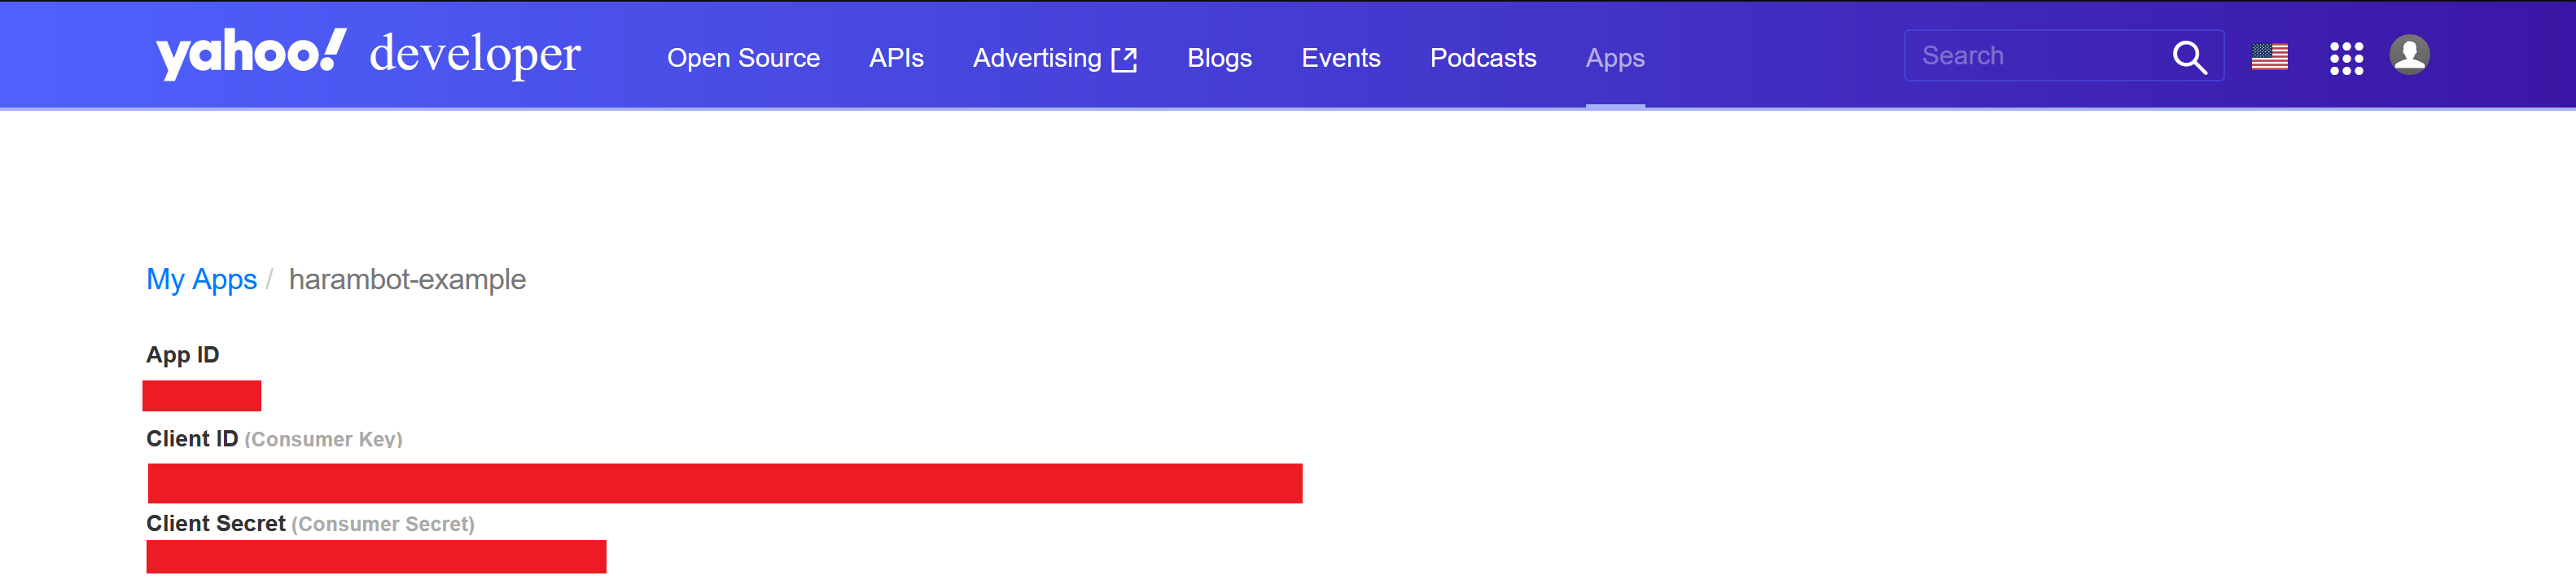 yahoo! developer Open Source APIs Advertising Blogs Events Podcasts Apps Search
My Apps / harambot-example
App ID
Client ID (Consumer Key)
Client Secret (Consumer Secret)